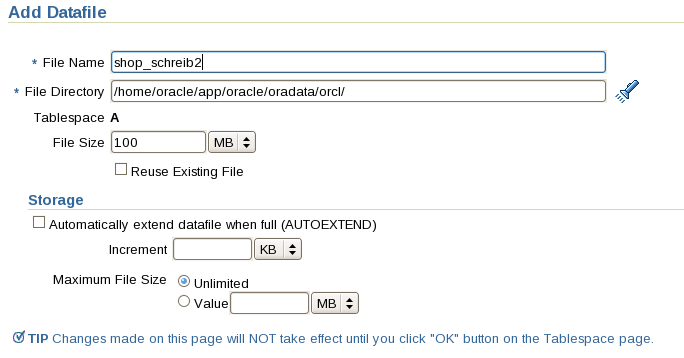 Add Datafile
* File Name shop_schreib2
* File Directory /home/oracle/app/oracle/oradata/orcl/
Tablespace A
File Size 100 MB
Reuse Existing File
Storage
Automatically extend datafile when full (AUTOEXTEND)
Increment KB
Maximum File Size Unlimited
Value MB
TIP Changes made on this page will NOT take effect until you click "OK" button on the Tablespace page.